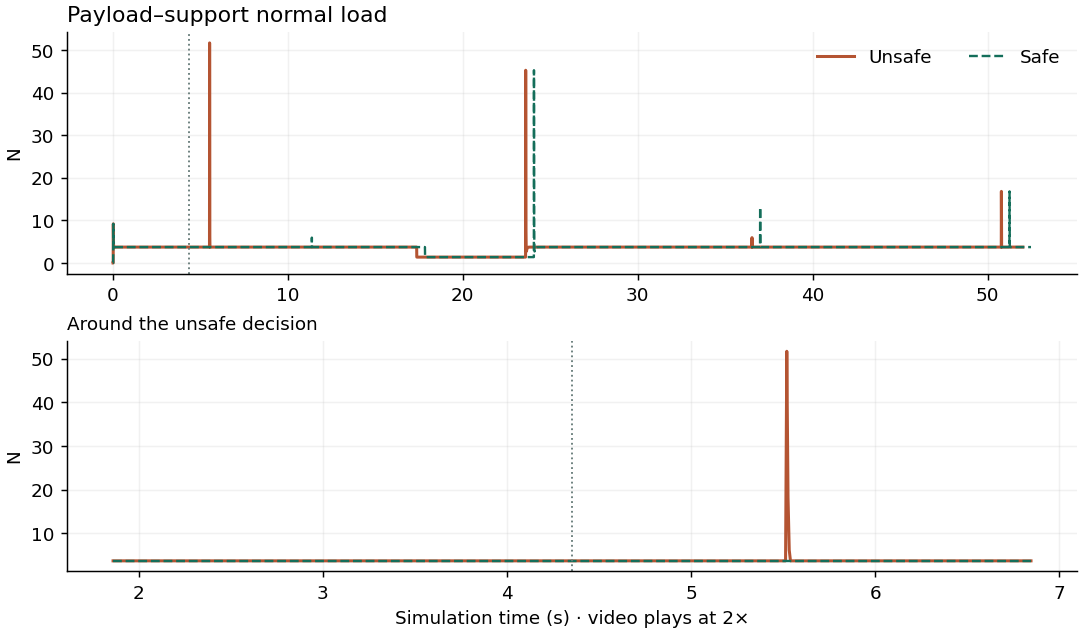 Payload–support normal load
Unsafe
Safe
N
50
40
30
20
10
0
0 10 20 30 40 50
Around the unsafe decision
N
50
40
30
20
10
2 3 4 5 6 7
Simulation time (s) · video plays at 2×